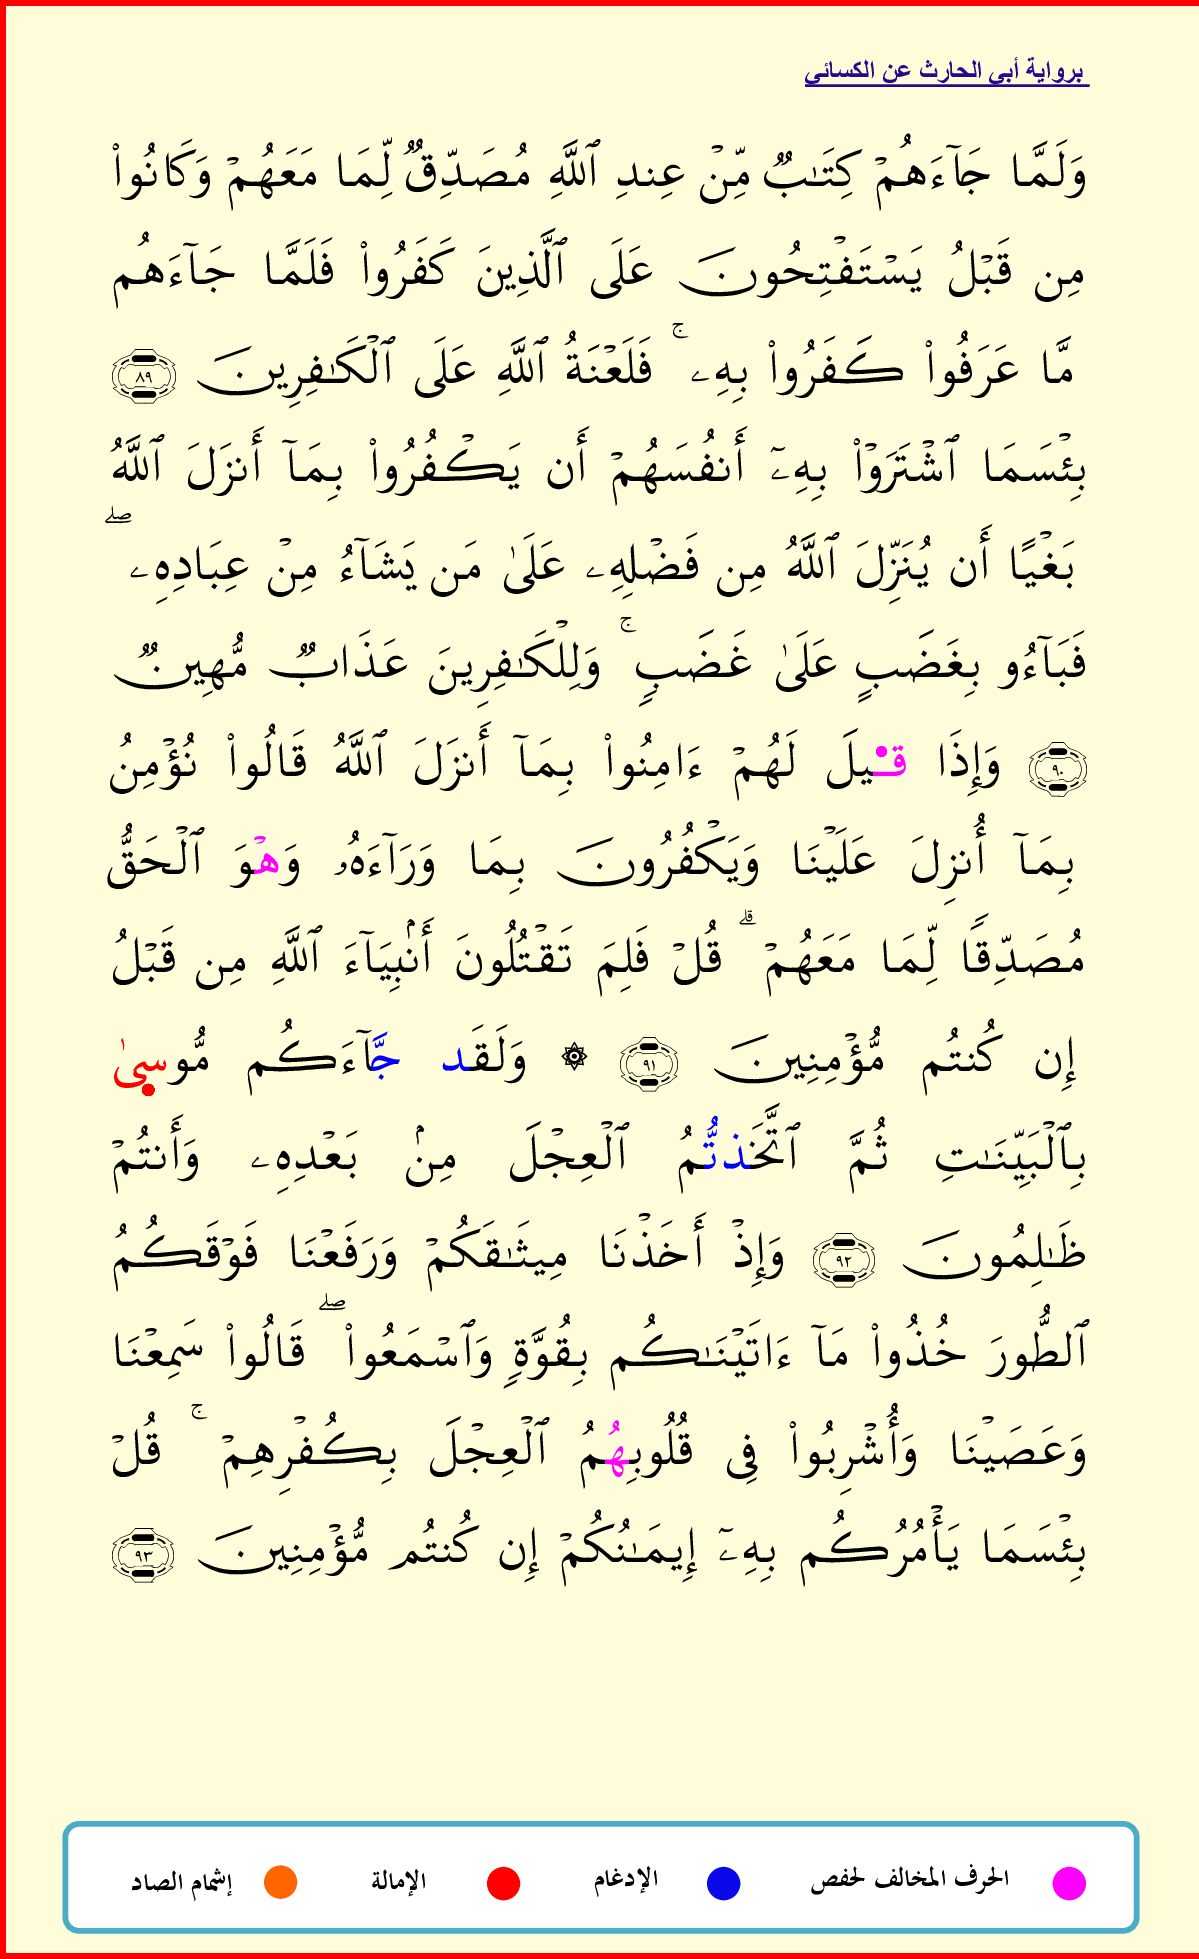 برواية أبي الحارث عن الكسائي
وَلَمَّا جَآءَهُمۡ كِتَٰبٞ مِّنۡ عِندِ ٱللَّهِ مُصَدِّقٞ لِّمَا مَعَهُمۡ وَكَانُواْ
مِن قَبۡلُ يَسۡتَفۡتِحُونَ عَلَى ٱلَّذِينَ كَفَرُواْ فَلَمَّا جَآءَهُم
مَّا عَرَفُواْ كَفَرُواْ بِهِۦۚ فَلَعۡنَةُ ٱللَّهِ عَلَى ٱلۡكَٰفِرِينَ ٨٩
بِئۡسَمَا ٱشۡتَرَوۡاْ بِهِۦٓ أَنفُسَهُمۡ أَن يَكۡفُرُواْ بِمَآ أَنزَلَ ٱللَّهُ
بَغۡيًا أَن يُنَزِّلَ ٱللَّهُ مِن فَضۡلِهِۦ عَلَىٰ مَن يَشَآءُ مِنۡ عِبَادِهِۦۖ
فَبَآءُو بِغَضَبٍ عَلَىٰ غَضَبٖۚ وَلِلۡكَٰفِرِينَ عَذَابٞ مُّهِينٞ
٩٠ وَإِذَا قِيلَ لَهُمۡ ءَامِنُواْ بِمَآ أَنزَلَ ٱللَّهُ قَالُواْ نُؤۡمِنُ
بِمَآ أُنزِلَ عَلَيۡنَا وَيَكۡفُرُونَ بِمَا وَرَآءَهُۥ وَهۡوَ ٱلۡحَقُّ
مُصَدِّقٗا لِّمَا مَعَهُمۡۗ قُلۡ فَلِمَ تَقۡتُلُونَ أَنۢبِيَآءَ ٱللَّهِ مِن قَبۡلُ
إِن كُنتُم مُّؤۡمِنِينَ ٩١ ۞ وَلَقَد جَّآءَكُم مُّوسىٰ
بِٱلۡبَيِّنَٰتِ ثُمَّ ٱتَّخَذتُّمُ ٱلۡعِجۡلَ مِنۢ بَعۡدِهِۦ وَأَنتُمۡ
ظَٰلِمُونَ ٩٢ وَإِذۡ أَخَذۡنَا مِيثَٰقَكُمۡ وَرَفَعۡنَا فَوۡقَكُمُ
ٱلطُّورَ خُذُواْ مَآ ءَاتَيۡنَٰكُم بِقُوَّةٖ وَٱسۡمَعُواْۖ قَالُواْ سَمِعۡنَا
وَعَصَيۡنَا وَأُشۡرِبُواْ فِي قُلُوبِهُمُ ٱلۡعِجۡلَ بِكُفۡرِهِمۡۚ قُلۡ
بِئۡسَمَا يَأۡمُرُكُم بِهِۦٓ إِيمَٰنُكُمۡ إِن كُنتُم مُّؤۡمِنِينَ ٩٣
الحرف المخالف لحفص الإدغام الإمالة إشمام الصاد